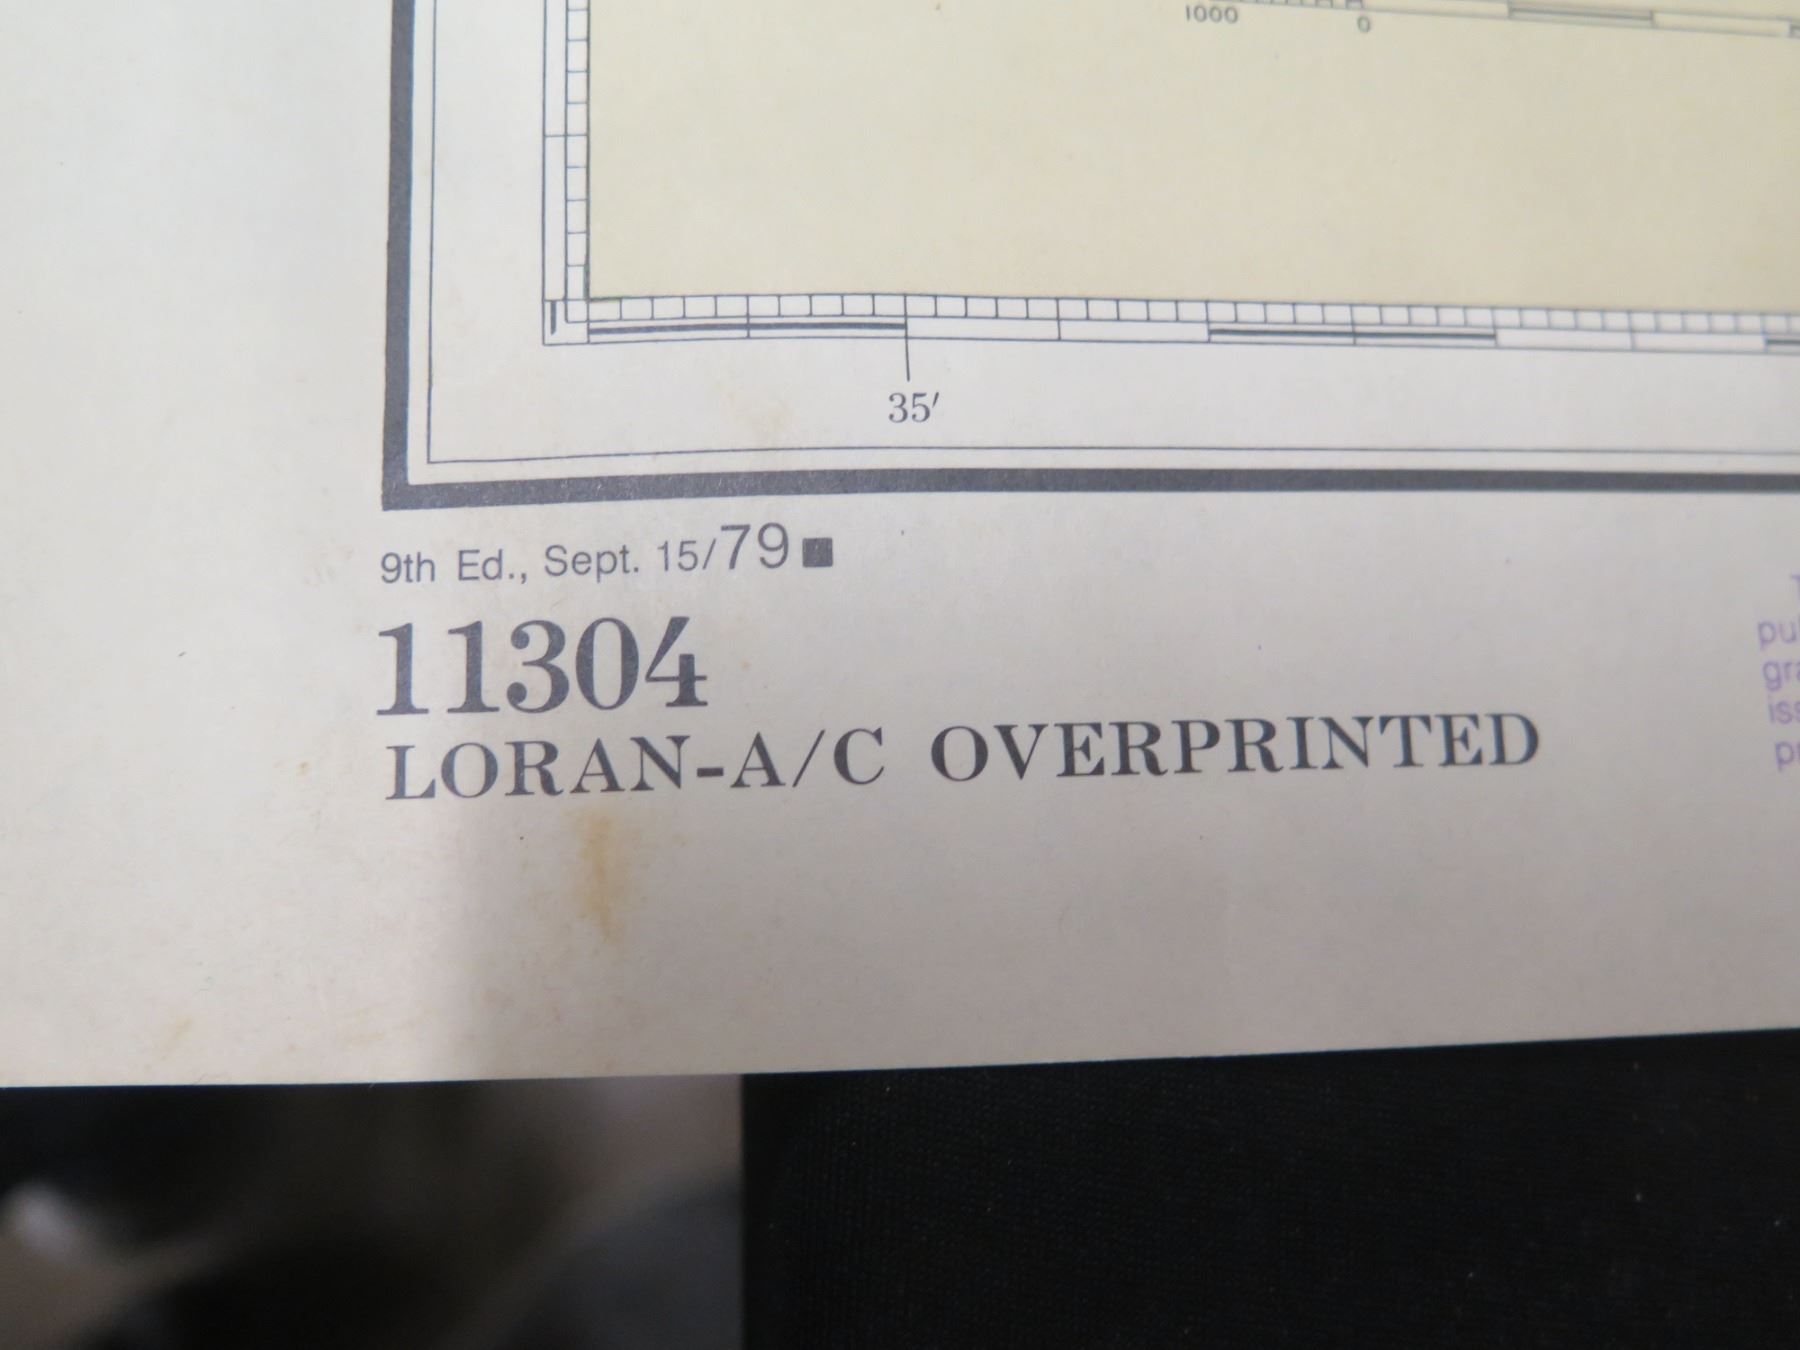 1000 0
35′
9th Ed., Sept. 15/79 ■
11304
LORAN-A/C OVERPRINTED